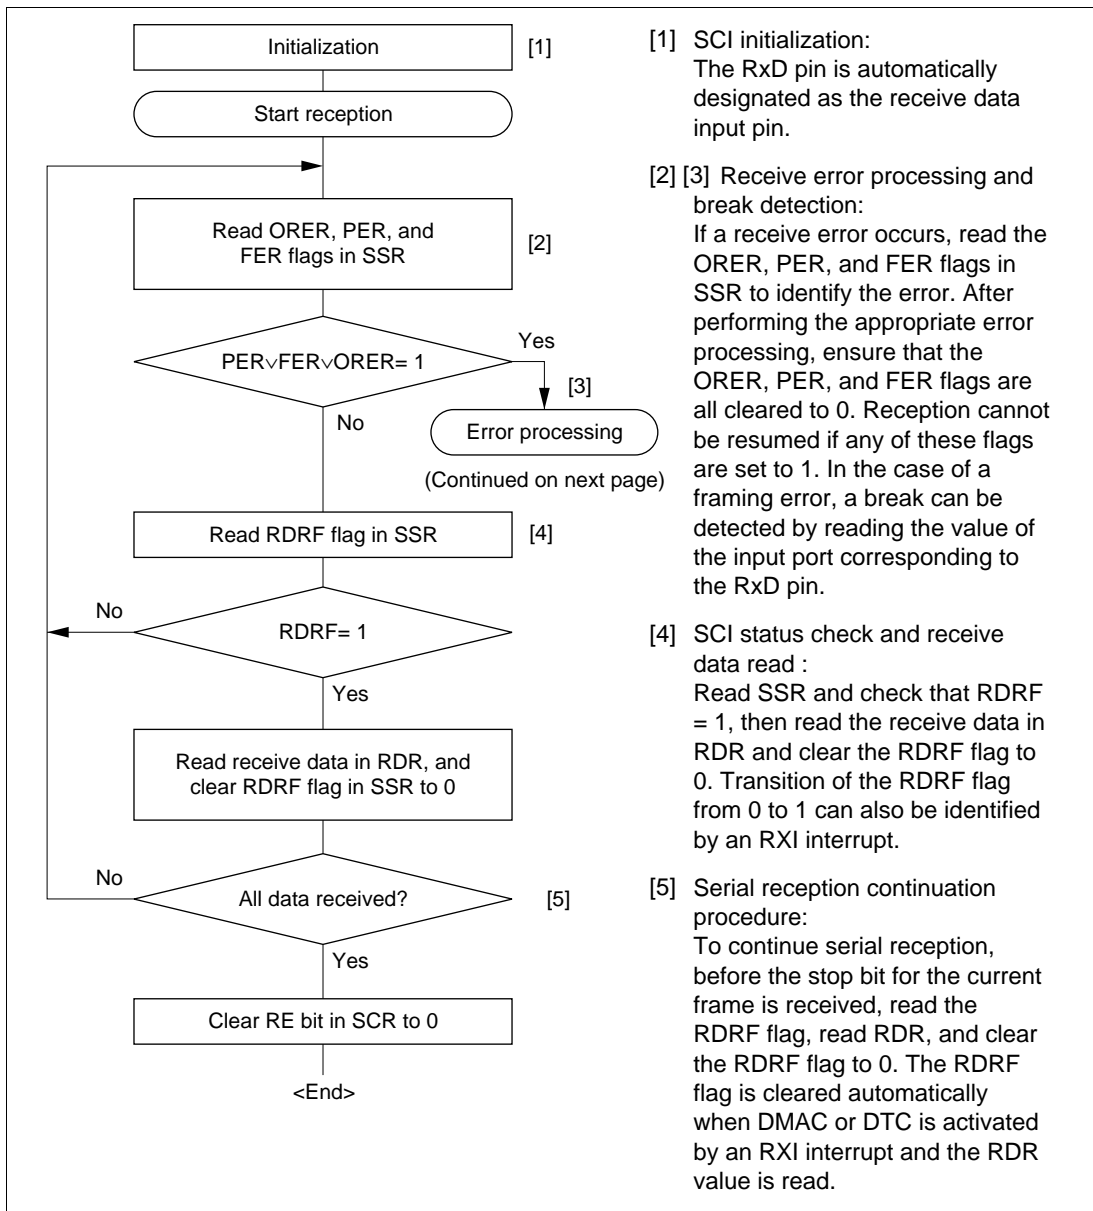 Initialization
[1]
Start reception
Read ORER, PER, and
FER flags in SSR
[2]
PER∨FER∨ORER= 1
Yes
[3]
No
Error processing
(Continued on next page)
Read RDRF flag in SSR
[4]
No
RDRF= 1
Yes
Read receive data in RDR, and
clear RDRF flag in SSR to 0
No
All data received?
[5]
Yes
Clear RE bit in SCR to 0
<End>
[1] SCI initialization:
The RxD pin is automatically
designated as the receive data
input pin.
[2] [3] Receive error processing and
break detection:
If a receive error occurs, read the
ORER, PER, and FER flags in
SSR to identify the error. After
performing the appropriate error
processing, ensure that the
ORER, PER, and FER flags are
all cleared to 0. Reception cannot
be resumed if any of these flags
are set to 1. In the case of a
framing error, a break can be
detected by reading the value of
the input port corresponding to
the RxD pin.
[4] SCI status check and receive
data read :
Read SSR and check that RDRF
= 1, then read the receive data in
RDR and clear the RDRF flag to
0. Transition of the RDRF flag
from 0 to 1 can also be identified
by an RXI interrupt.
[5] Serial reception continuation
procedure:
To continue serial reception,
before the stop bit for the current
frame is received, read the
RDRF flag, read RDR, and clear
the RDRF flag to 0. The RDRF
flag is cleared automatically
when DMAC or DTC is activated
by an RXI interrupt and the RDR
value is read.